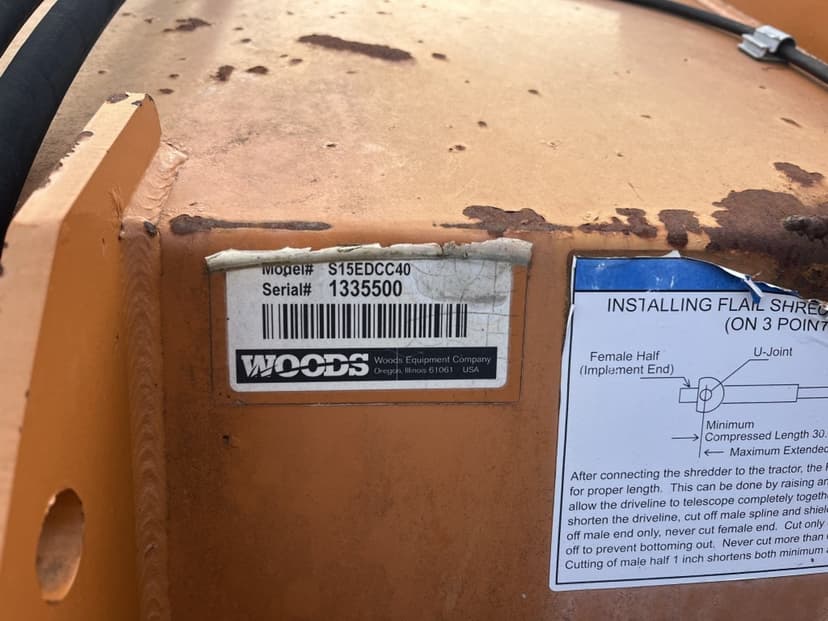 Model# S15EDCC40
Serial# 1335500
WOODS
Woods Equipment Company
Oregon, Illinois 61061 USA
INSTALLING FLAIL
(ON 3 POINT
Female Half
(Implement End)
U-Joint
Minimum
Compressed Length 30.
Maximum Extended
After connecting the shredder to the tractor, the
for proper length. This can be done by raising
allow the driveline to telescope completely
shorten the driveline, cut off male spline and
off male end only, never cut female end. Cut only
off to prevent bottoming out. Never cut more than
Cutting of male half 1 inch shortens both minimum